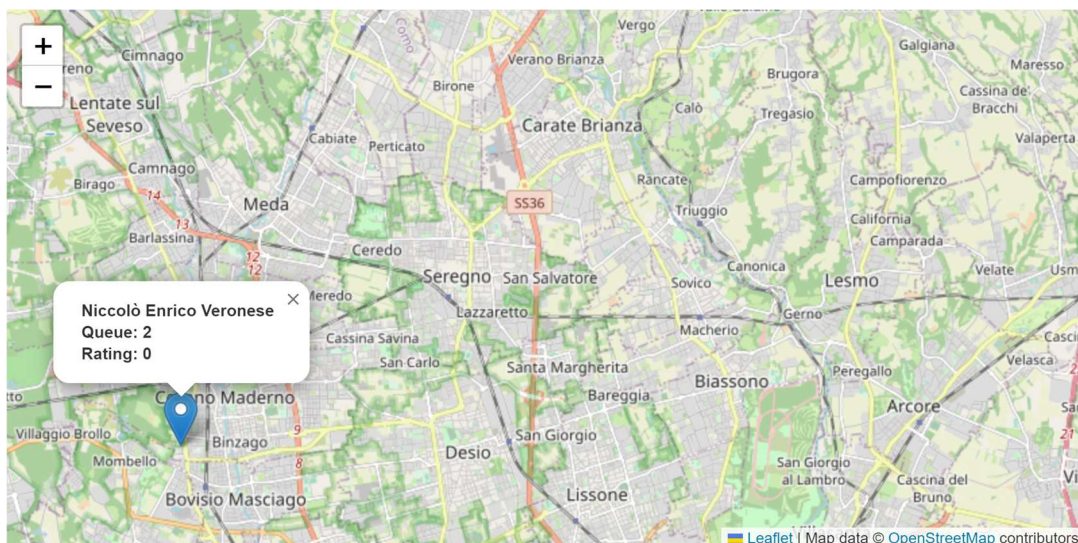 Valle Guidino
Vergo
Cimnago
Como
Galgiana
+
Verano Brianza
Maresso
Birone
Brugora
−
Cassina de'
Bracchi
Lentate sul
Seveso
Calò
Tregasio
Carate Brianza
Cabiate
Perticato
Valaperta
Camnago
Birago
14
Rancate
Campofiorenzo
Meda
SS36
Triuggio
California
13
Barlassina
Camparada
12
12
Ceredo
Canonica
Velate
Seregno
San Salvatore
Sovico
Lesmo
Meredo
Niccolò Enrico Veronese
×
Queue: 2
Rating: 0
Lazzaretto
Gerno
Macherio
Cassina Savina
San Carlo
Santa Margherita
Velasca
Peregallo
Biassono
Bareggia
Arcore
Maderno
9
Villaggio Brollo
Binzago
San Giorgio
21
Desio
Mombello
8
San Giorgio
al Lambro
Cascina del
Bruno
Lissone
Bovisio Masciago
Leaflet | Map data © OpenStreetMap contributors